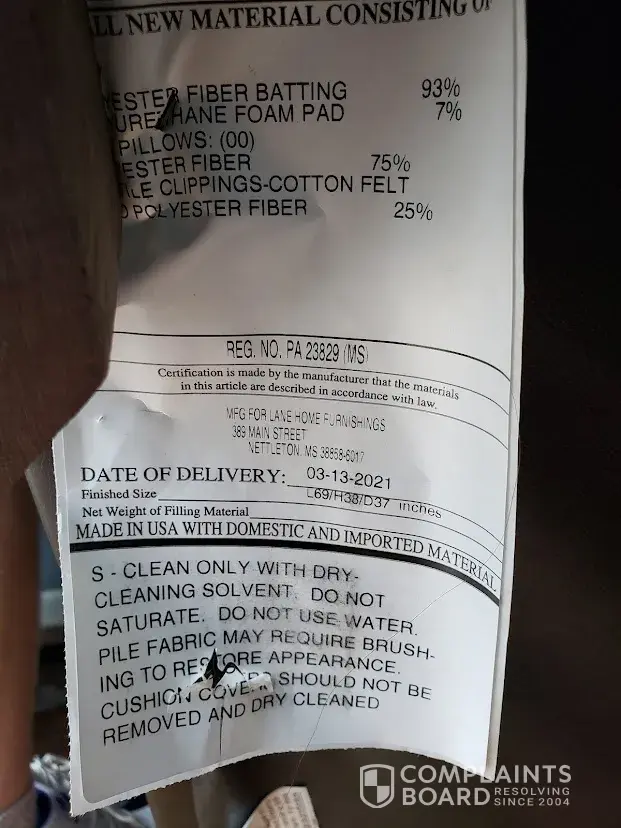 ALL NEW MATERIAL CONSISTING OF
YESTER FIBER BATTING 93%
URETHANE FOAM PAD 7%
PILLOWS: (00)
ESTER FIBER 75%
ILE CLIPPINGS-COTTON FELT
D POLYESTER FIBER 25%
REG. NO. PA 23829 (MS)
Certification is made by the manufacturer that the materials
in this article are described in accordance with law.
MFG FOR LANE HOME FURNISHINGS
389 MAIN STREET
NETTLETON, MS 38858-6017
DATE OF DELIVERY: 03-13-2021
Finished Size L69/H38/D37 inches
Net Weight of Filling Material
MADE IN USA WITH DOMESTIC AND IMPORTED MATERIAL
S - CLEAN ONLY WITH DRY-
CLEANING SOLVENT. DO NOT
SATURATE. DO NOT USE WATER.
PILE FABRIC MAY REQUIRE BRUSH-
ING TO RESTORE APPEARANCE.
CUSHION COVERS SHOULD NOT BE
REMOVED AND DRY CLEANED
COMPLAINTS
BOARD RESOLVING
SINCE 2004